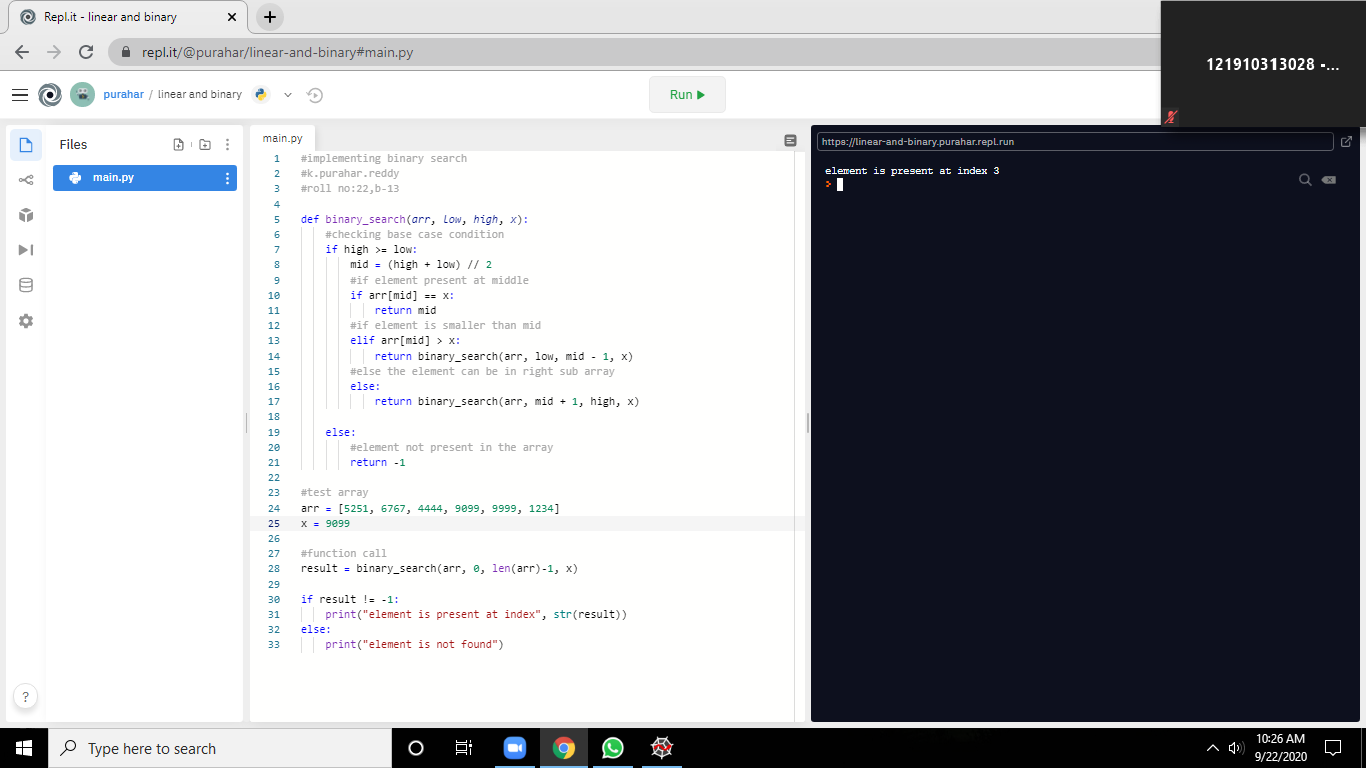 Repl.it - linear and binary
repl.it/@purahar/linear-and-binary#main.py
121910313028 -...
purahar / linear and binary
Run
Files
main.py
main.py
1 #implementing binary search
2 #k.purahar.reddy
3 #roll no:22,b-13
4
5 def binary_search(arr, low, high, x):
6 #checking base case condition
7 if high >= low:
8 mid = (high + low) // 2
9 #if element present at middle
10 if arr[mid] == x:
11 return mid
12 #if element is smaller than mid
13 elif arr[mid] > x:
14 return binary_search(arr, low, mid - 1, x)
15 #else the element can be in right sub array
16 else:
17 return binary_search(arr, mid + 1, high, x)
18
19 else:
20 #element not present in the array
21 return -1
22
23 #test array
24 arr = [5251, 6767, 4444, 9099, 9999, 1234]
25 x = 9099
26
27 #function call
28 result = binary_search(arr, 0, len(arr)-1, x)
29
30 if result != -1:
31 print("element is present at index", str(result))
32 else:
33 print("element is not found")
https://linear-and-binary.purahar.repl.run
element is present at index 3
>
?
Type here to search
10:26 AM
9/22/2020